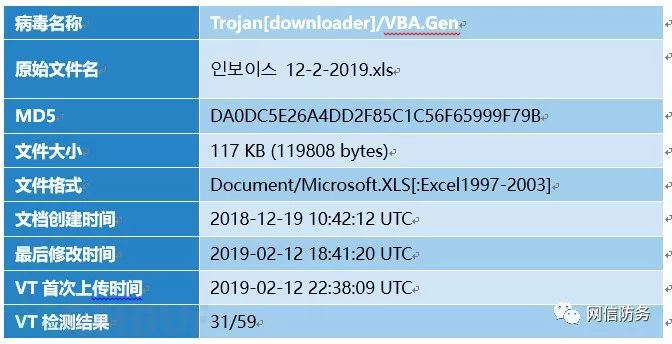 病毒名称 Trojan[downloader]/VBA.Gen
原始文件名 인보이스 12-2-2019.xls
MD5 DA0DC5E26A4DD2F85C1C56F65999F79B
文件大小 117 KB (119808 bytes)
文件格式 Document/Microsoft.XLS[:Excel1997-2003]
文档创建时间 2018-12-19 10:42:12 UTC
最后修改时间 2019-02-12 18:41:20 UTC
VT 首次上传时间 2019-02-12 22:38:09 UTC
VT 检测结果 31/59
网信防务